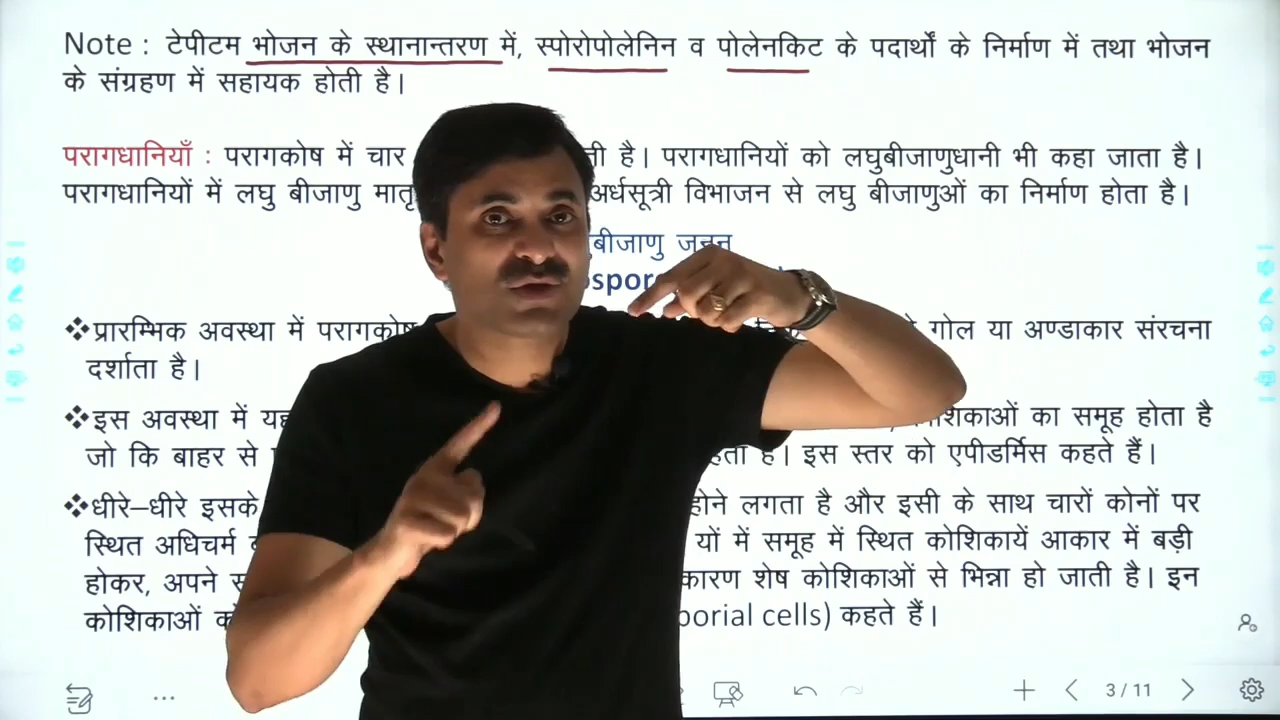 Note : टेपीटम भोजन के स्थानान्तरण में, स्पोरोपोलेनिन व पोलेनकिट के पदार्थों के निर्माण में तथा भोजन
के संग्रहण में सहायक होती है।
परागधानियाँ : परागकोष में चार है। परागधानियों को लघुबीजाणुधानी भी कहा जाता है।
परागधानियों में लघु बीजाणु अर्धसूत्री विभाजन से लघु बीजाणुओं का निर्माण होता है।
जनन
❖प्रारम्भिक अवस्था में परागकोष गोल या अण्डाकार संरचना
दर्शाता है।
❖इस अवस्था में का समूह होता है
जो कि बाहर से है। इस स्तर को एपीडर्मिस कहते हैं।
❖धीरे–धीरे इसके होने लगता है और इसी के साथ चारों कोनों पर
स्थित अधिचर्म में समूह में स्थित कोशिकायें आकार में बड़ी
होकर, अपने कारण शेष कोशिकाओं से भिन्ना हो जाती है। इन
कोशिकाओं cells) कहते हैं।
3 / 11